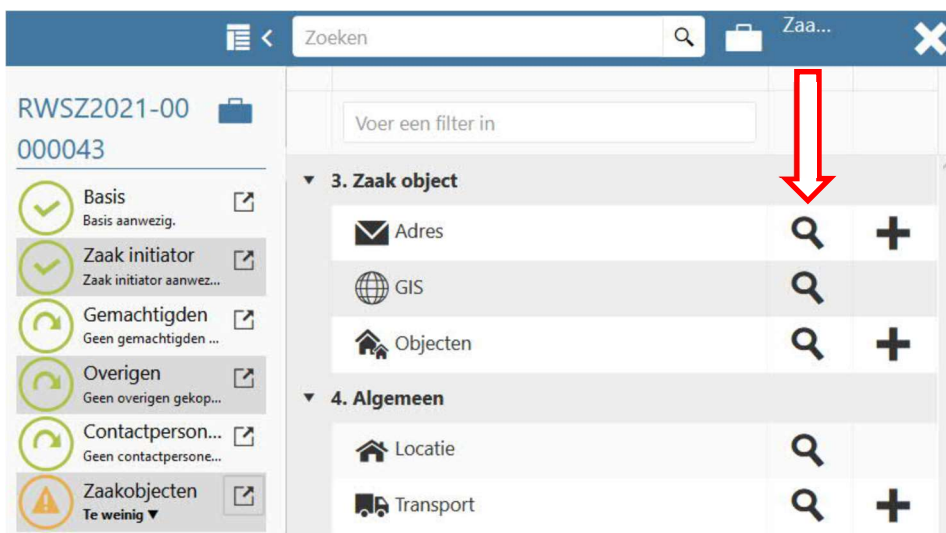 Zoeken
Zaa...
RWSZ2021-00
000043
Basis
Basis aanwezig.
Zaak initiator
Zaak initiator aanwez...
Gemachtigden
Geen gemachtigden ...
Overigen
Geen overigen gekop...
Contactperson...
Geen contactpersone...
Zaakobjecten
Te weinig ▼
Voer een filter in
3. Zaak object
Adres
GIS
Objecten
4. Algemeen
Locatie
Transport